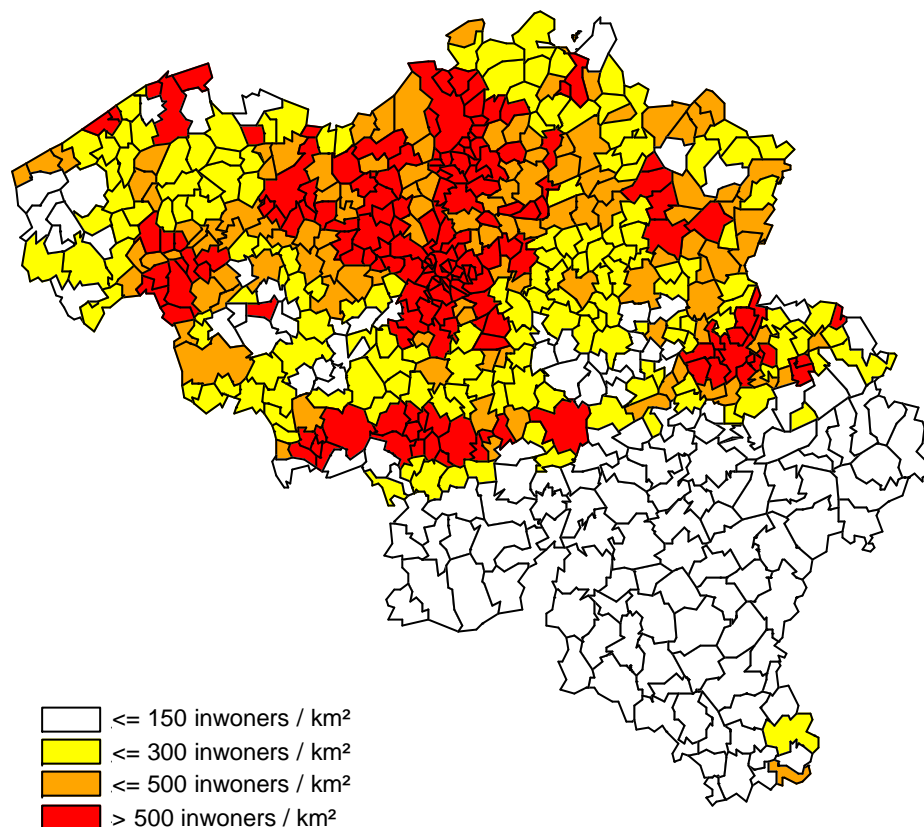 <= 150 inwoners / km²
<= 300 inwoners / km²
<= 500 inwoners / km²
> 500 inwoners / km²